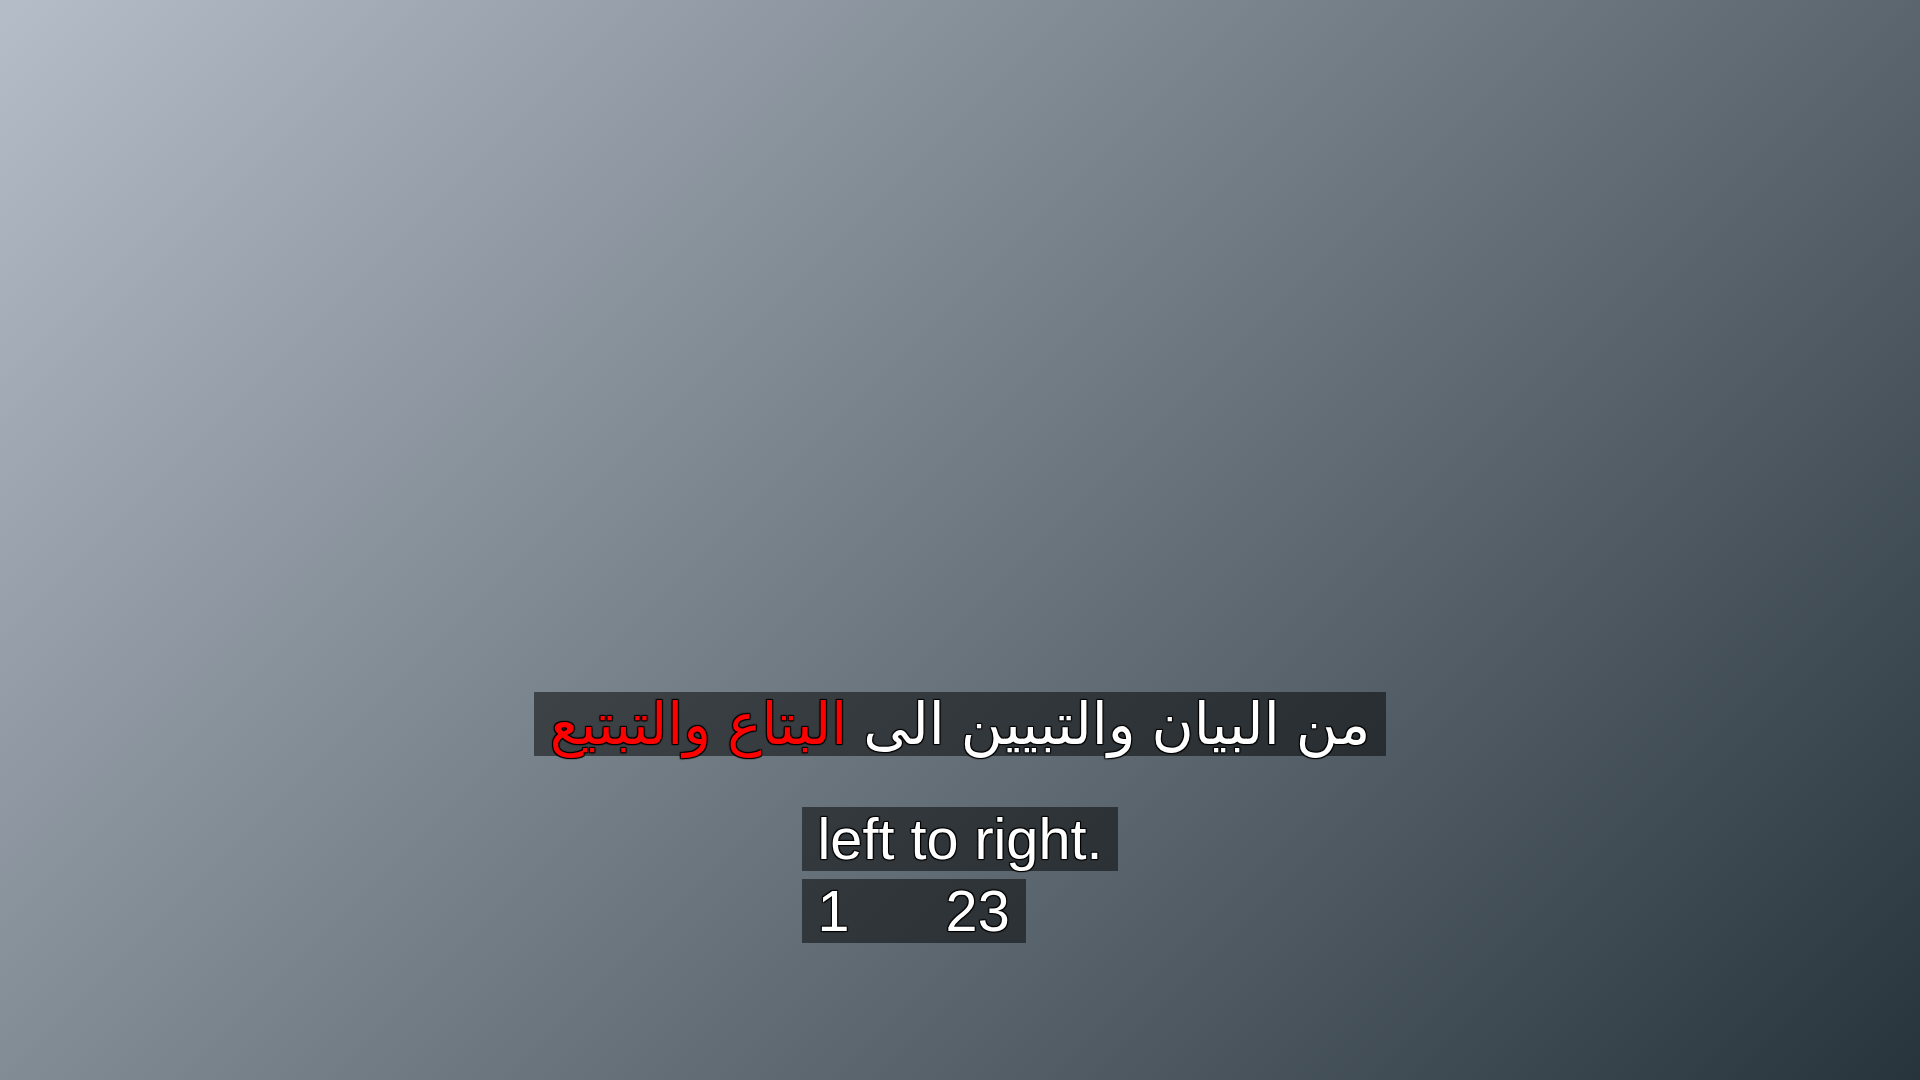 من البيان والتبيين الى البتاع والتبتيع
left to right.
1      23